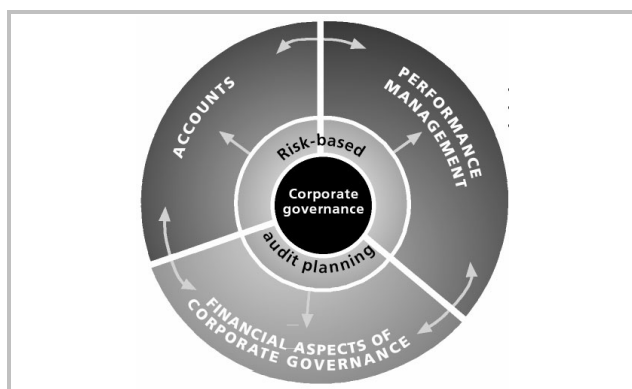 ACCOUNTS
PERFORMANCE
MANAGEMENT
Risk-based
Corporate
governance
audit planning
FINANCIAL ASPECTS OF
CORPORATE GOVERNANCE